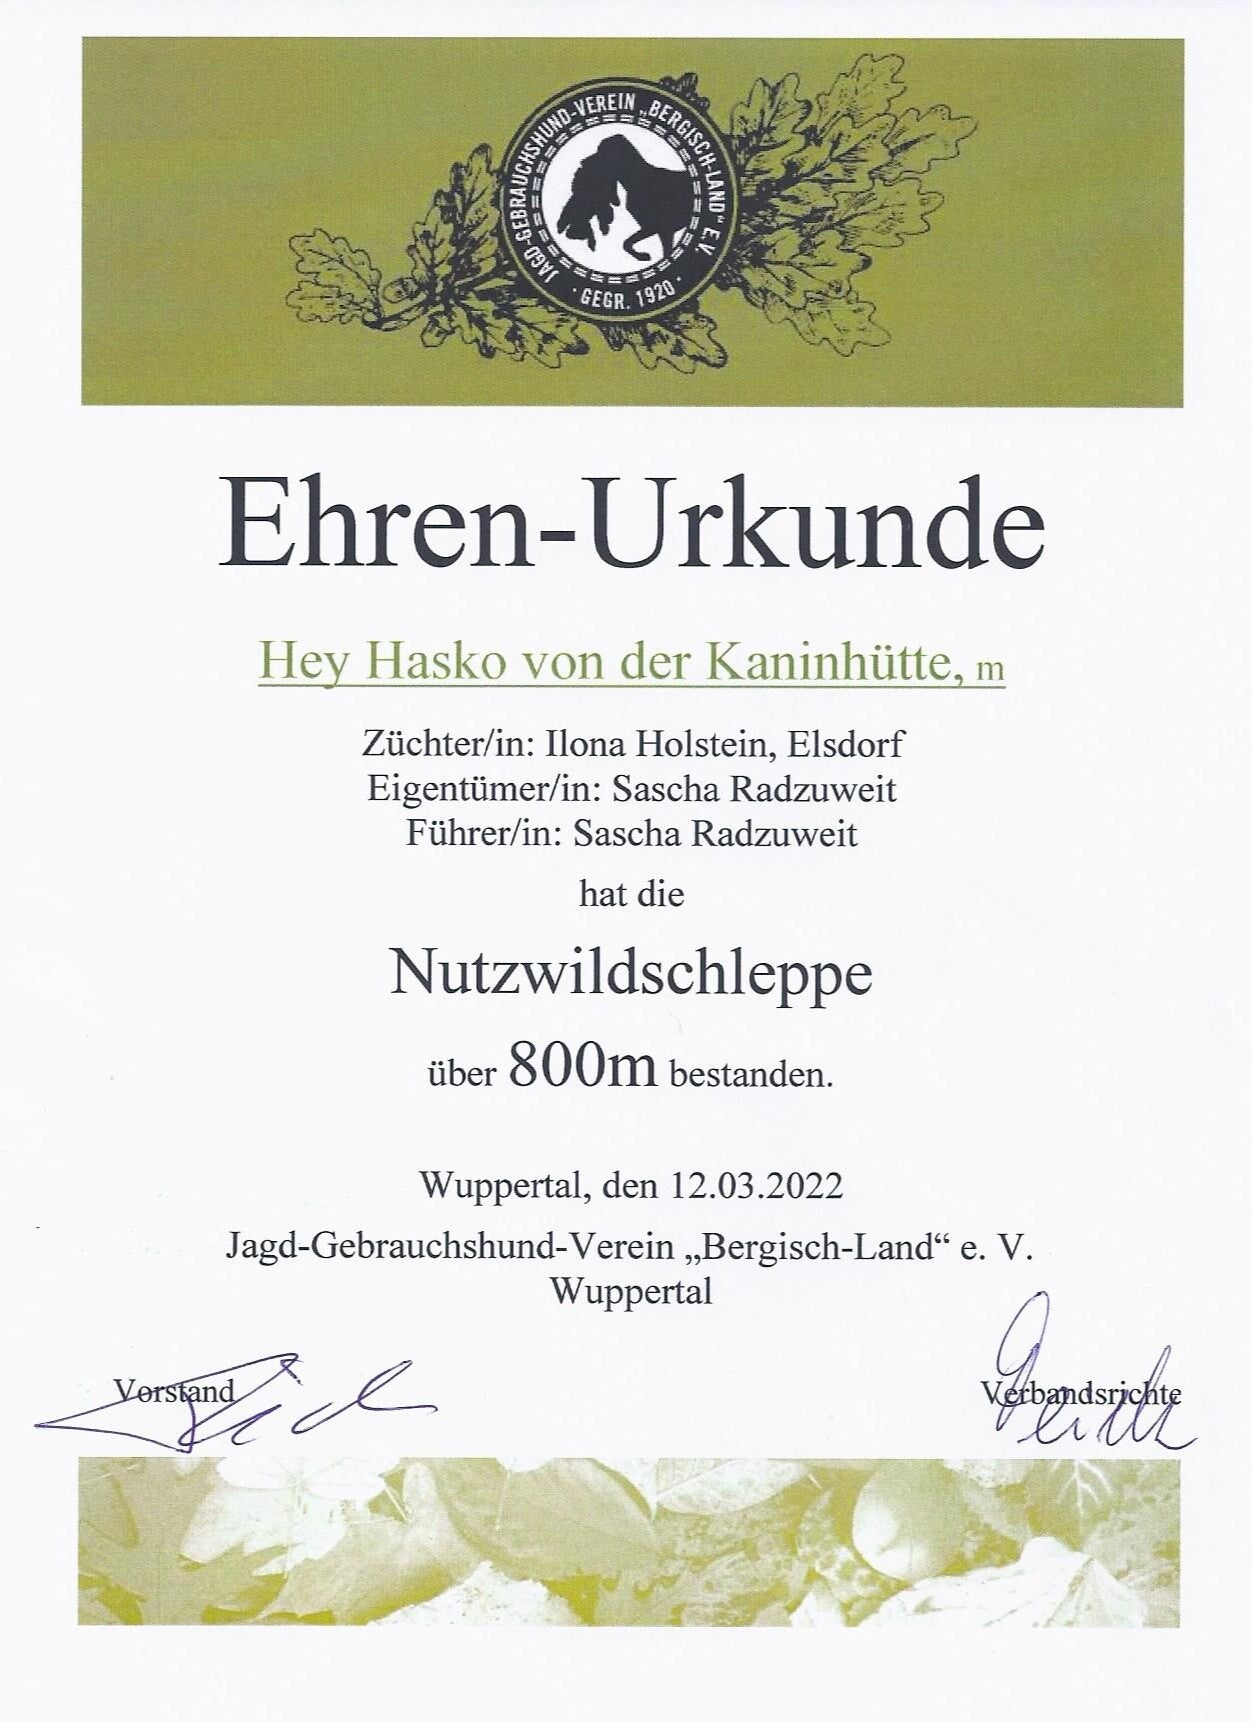 JAGD-GEBRAUCHSHUND-VEREIN „BERGISCH-LAND“ E.V.
· GEGR. 1920 ·
Ehren-Urkunde
Hey Hasko von der Kaninhütte, m
Züchter/in: Ilona Holstein, Elsdorf
Eigentümer/in: Sascha Radzuweit
Führer/in: Sascha Radzuweit
hat die
Nutzwildschleppe
über 800m bestanden.
Wuppertal, den 12.03.2022
Jagd-Gebrauchshund-Verein „Bergisch-Land“ e. V.
Wuppertal
Vorstand
Verbandsrichte